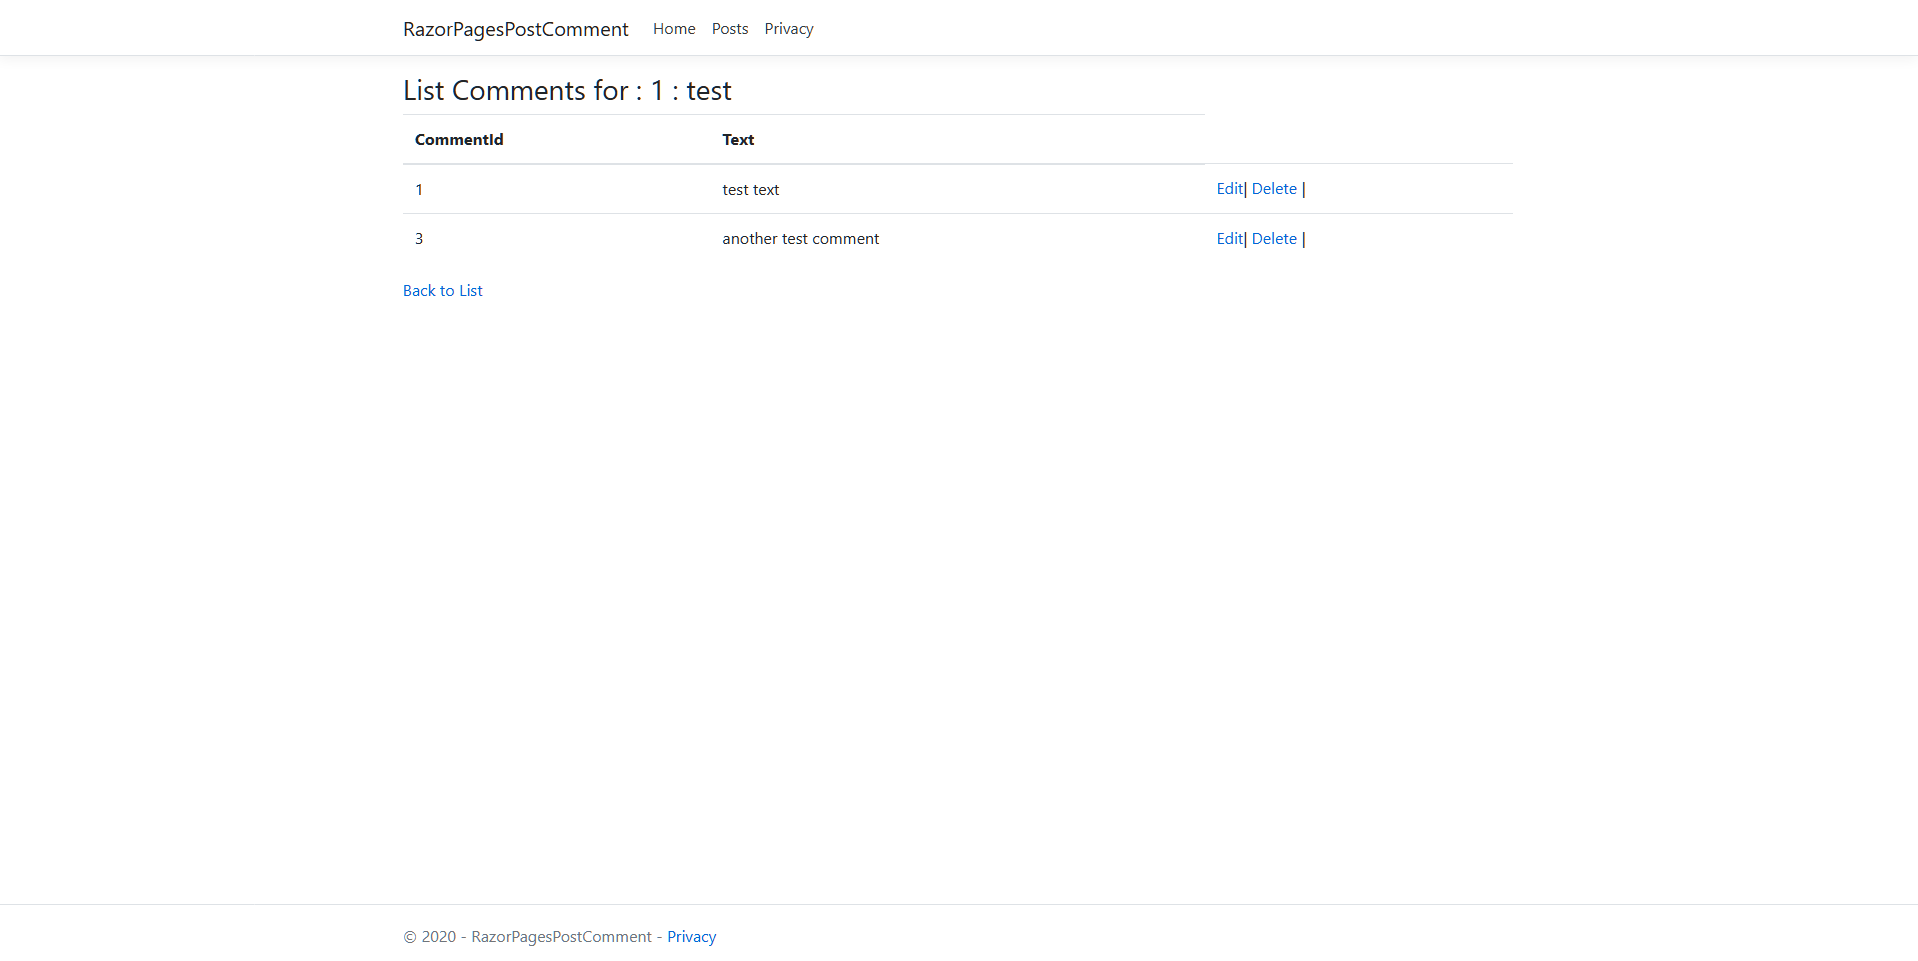 RazorPagesPostComment Home Posts Privacy
List Comments for : 1 : test
CommentId Text
1 test text Edit| Delete |
3 another test comment Edit| Delete |
Back to List
© 2020 - RazorPagesPostComment - Privacy